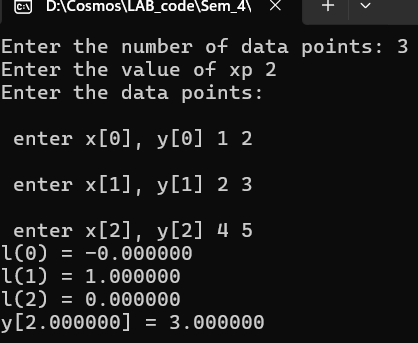 D:\Cosmos\LAB_code\Sem_4\
Enter the number of data points: 3
Enter the value of xp 2
Enter the data points:
enter x[0], y[0] 1 2
enter x[1], y[1] 2 3
enter x[2], y[2] 4 5
l(0) = -0.000000
l(1) = 1.000000
l(2) = 0.000000
y[2.000000] = 3.000000